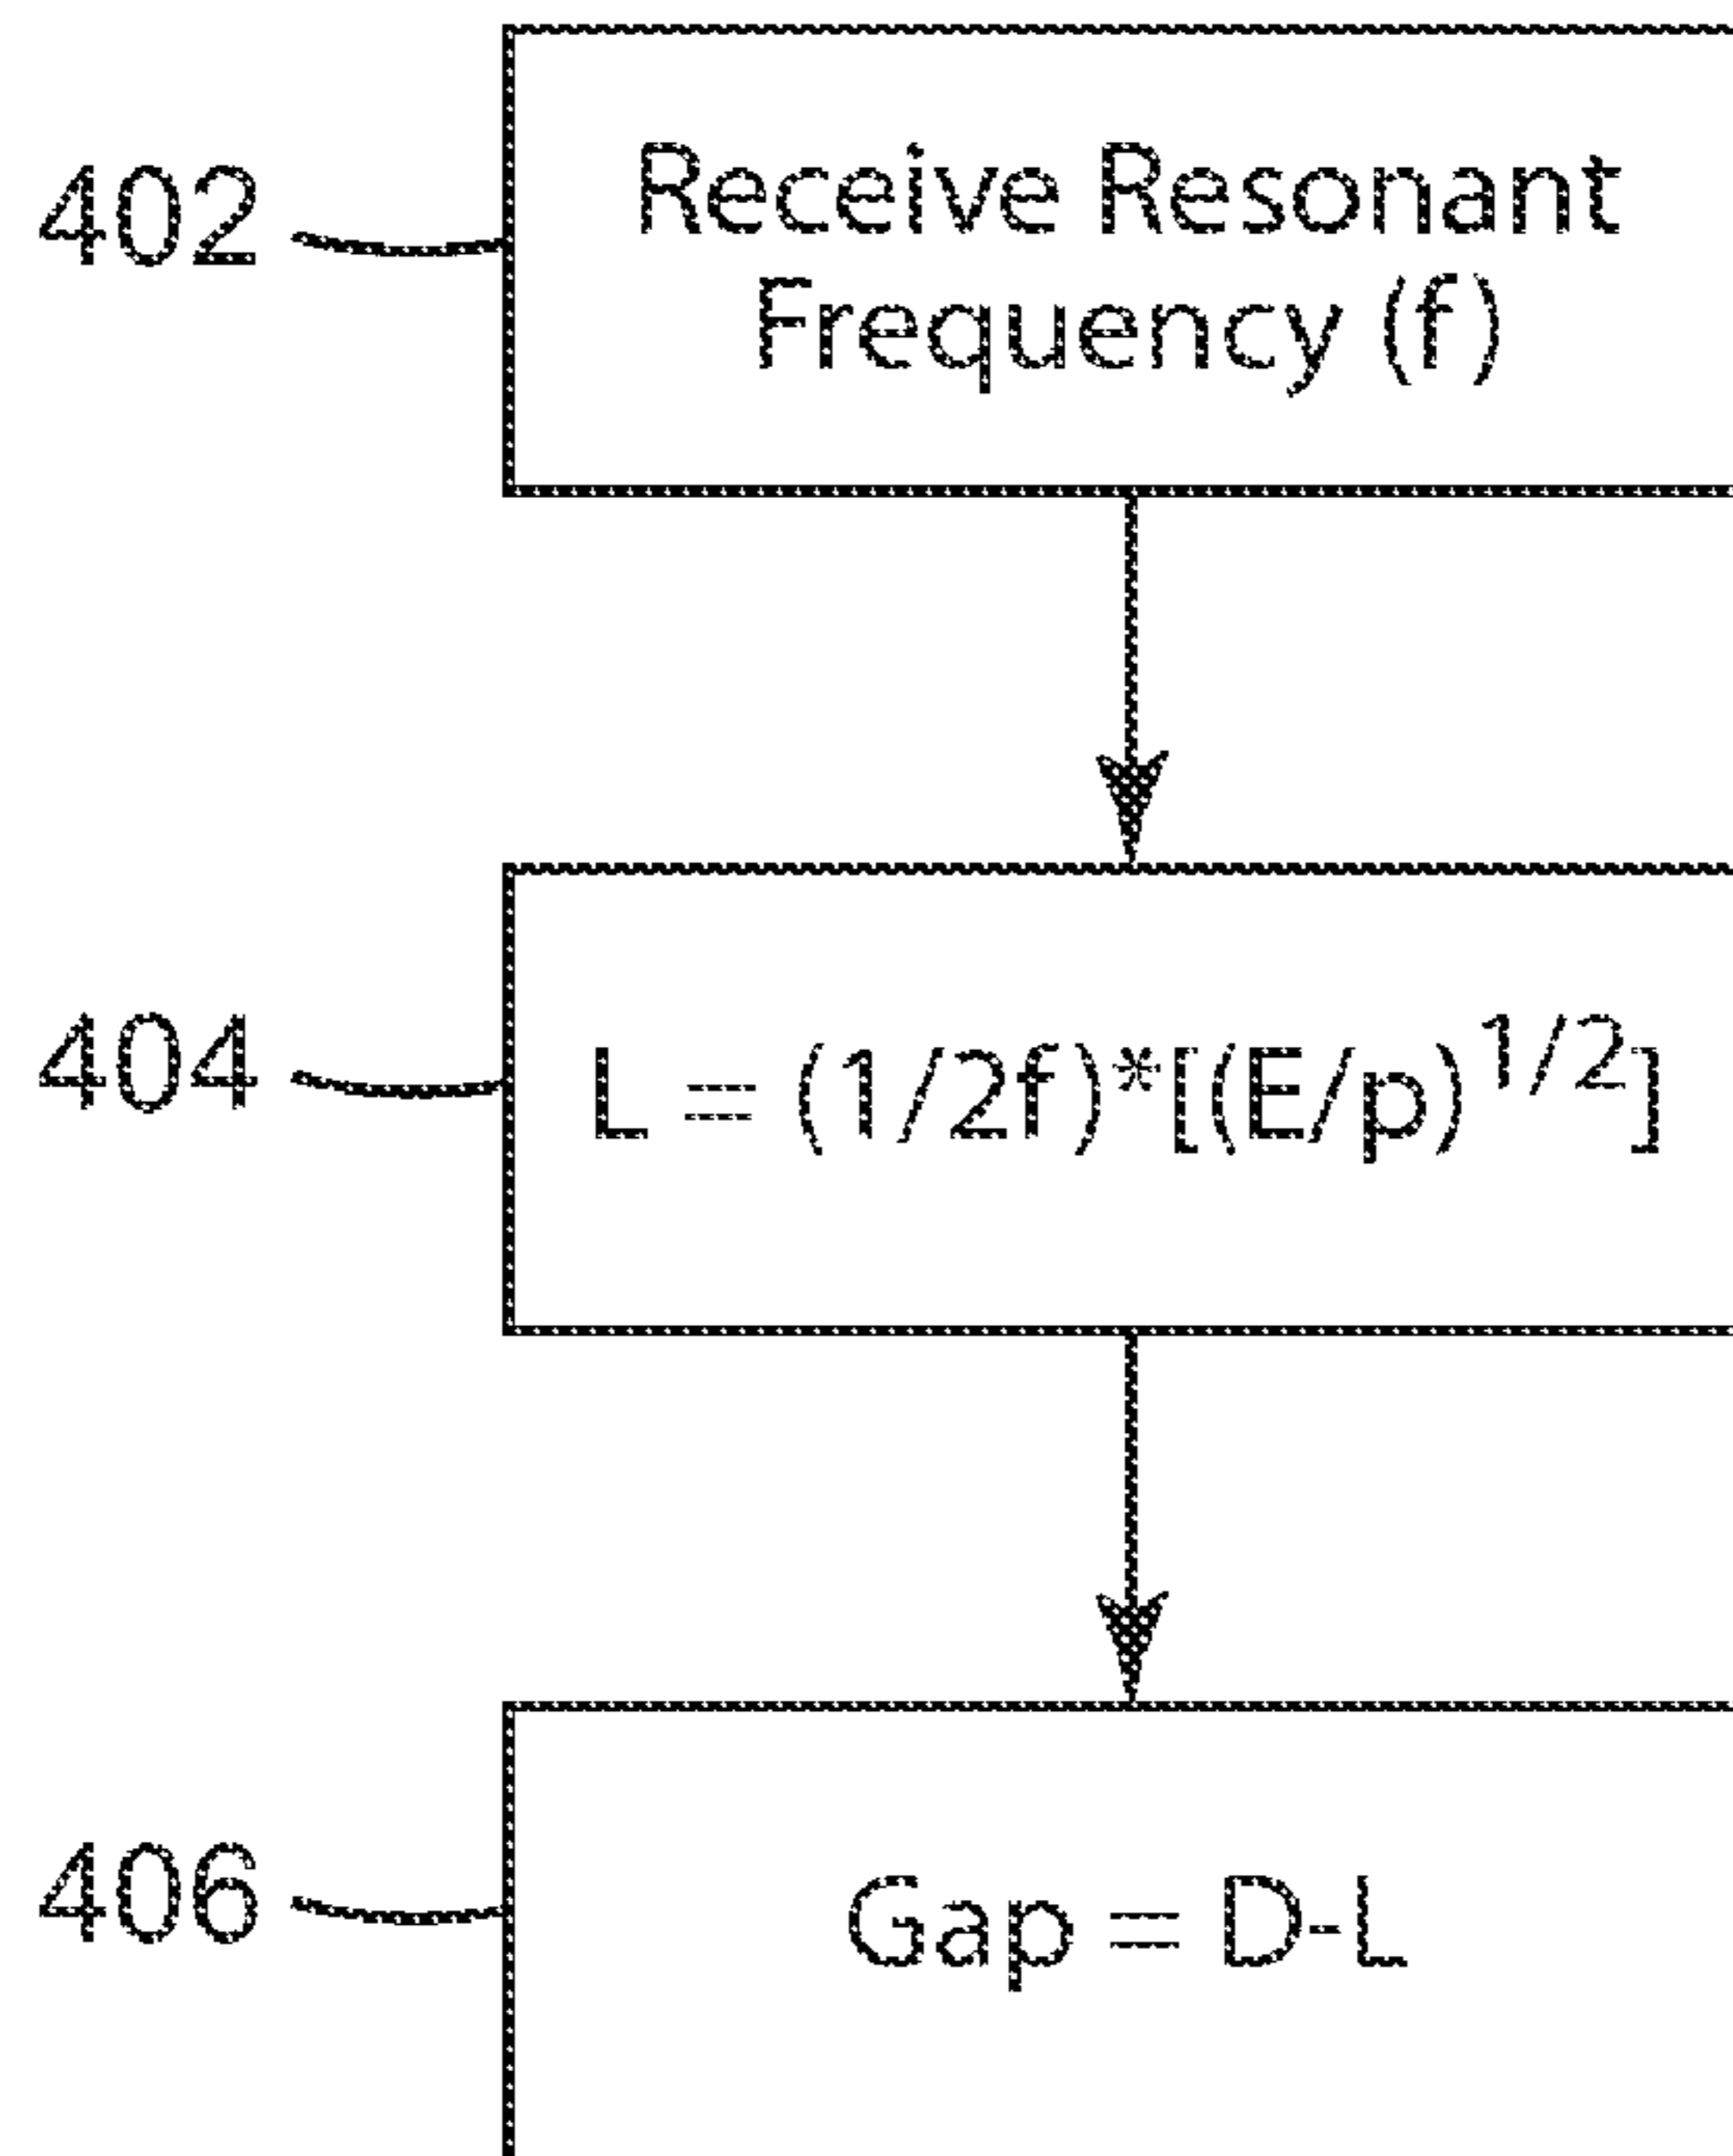 402
Receive Resonant
Frequency (f)
404
L = (1/2f)*[(E/p)^1/2]
406
Gap = D-L